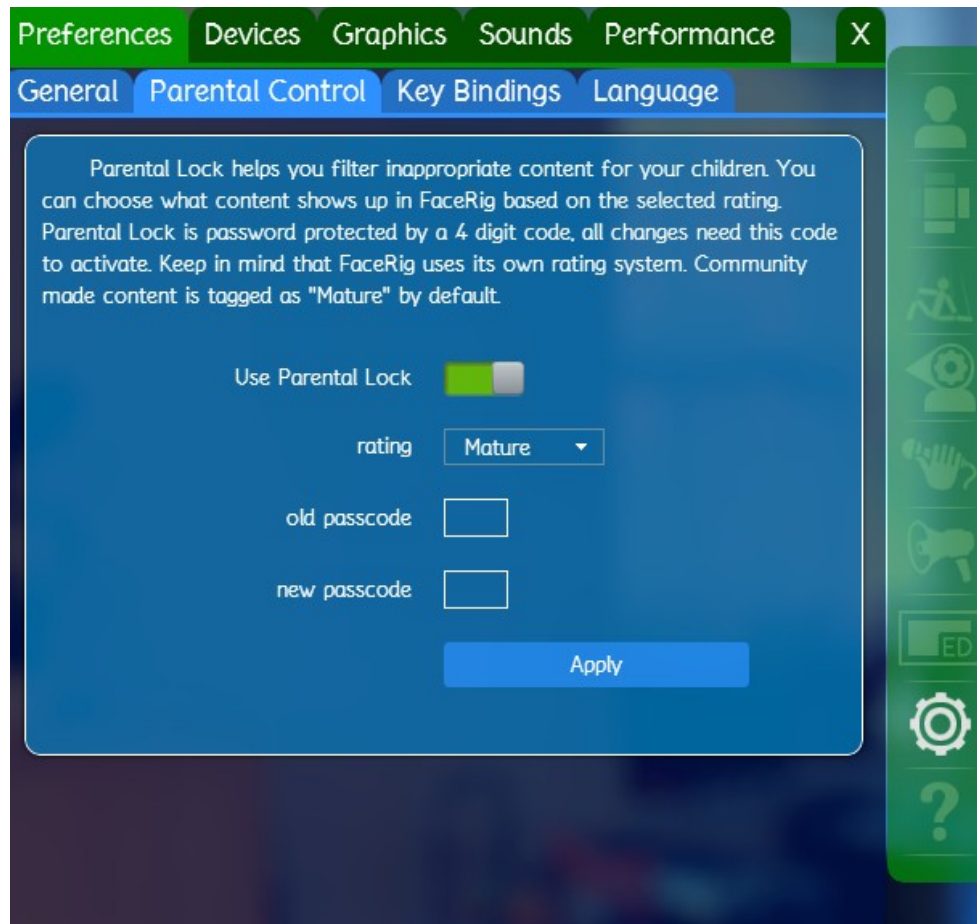 Preferences Devices Graphics Sounds Performance X
General Parental Control Key Bindings Language
Parental Lock helps you filter inappropriate content for your children. You
can choose what content shows up in FaceRig based on the selected rating.
Parental Lock is password protected by a 4 digit code, all changes need this code
to activate. Keep in mind that FaceRig uses its own rating system. Community
made content is tagged as "Mature" by default.
Use Parental Lock
rating Mature
old passcode
new passcode
Apply
ED
?